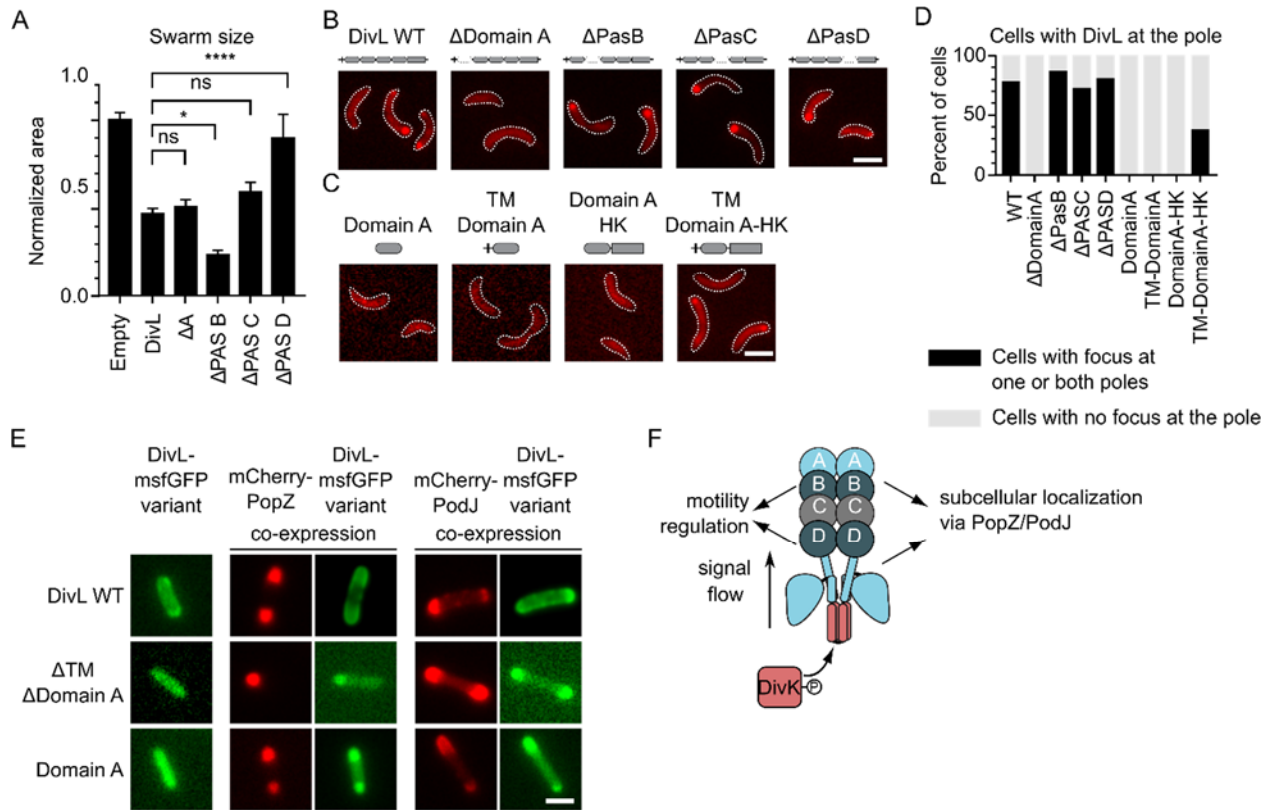 A
Swarm size
****
ns
*
ns
1.0
0.5
0.0
Normalized area
Empty
DivL
ΔA
ΔPAS B
ΔPAS C
ΔPAS D
B
DivL WT
ΔDomain A
ΔPasB
ΔPasC
ΔPasD
C
Domain A
TM
Domain A
Domain A
HK
TM
Domain A-HK
D
Cells with DivL at the pole
100
50
0
Percent of cells
WT
ΔDomainA
ΔPasB
ΔPASC
ΔPASD
DomainA
TM-DomainA
DomainA-HK
TM-DomainA-HK
Cells with focus at
one or both poles
Cells with no focus at the pole
E
DivL-
msfGFP
variant
mCherry-
PopZ
DivL-
msfGFP
variant
co-expression
mCherry-
PodJ
DivL-
msfGFP
variant
co-expression
DivL WT
ΔTM
ΔDomain A
Domain A
F
A A
B B
C C
D D
motility
regulation
subcellular localization
via PopZ/PodJ
signal
flow
DivK
P